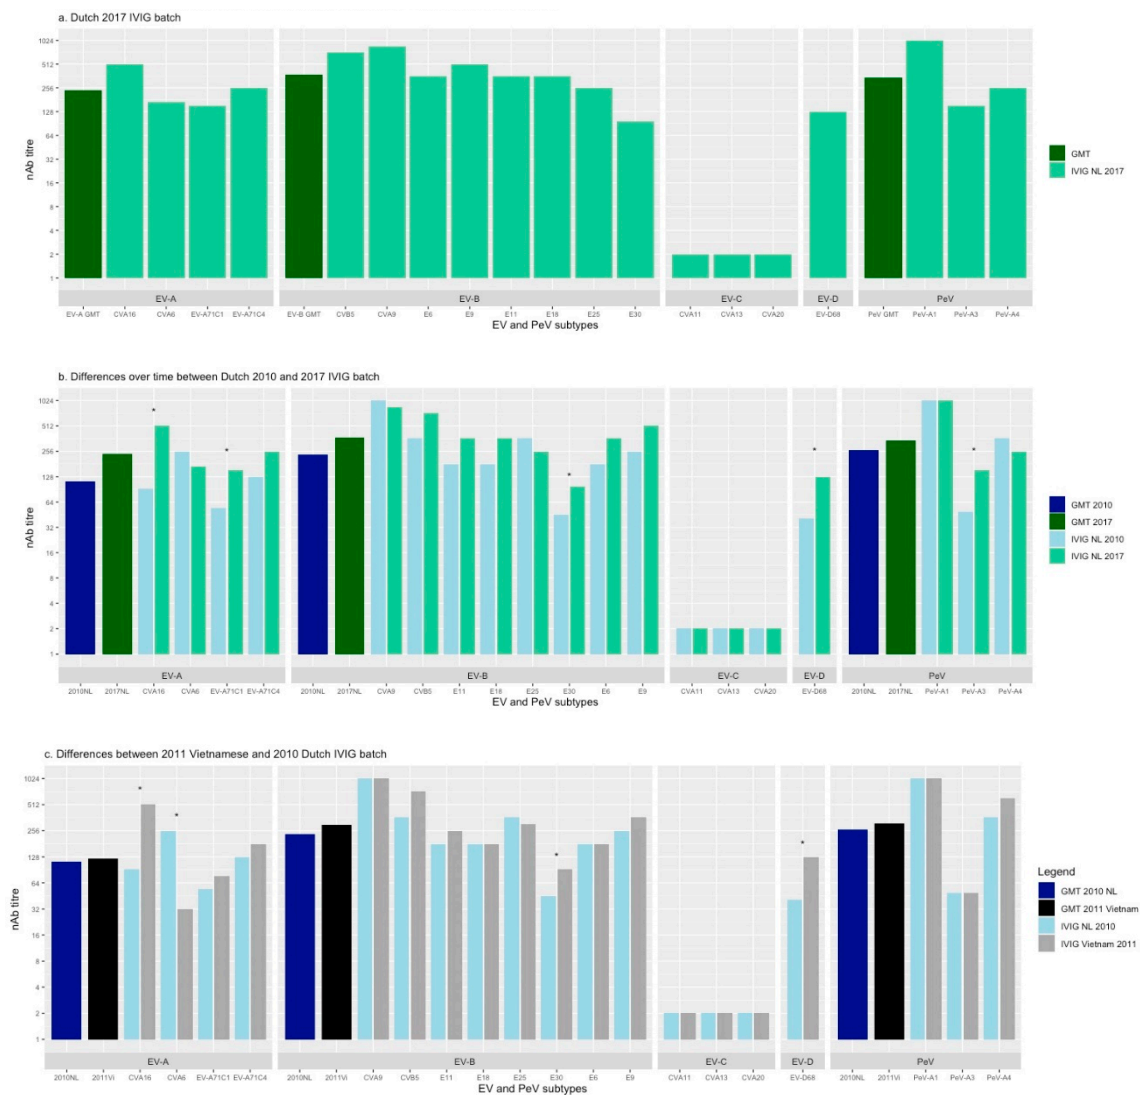 a. Dutch 2017 IVIG batch
nAb titre
1024
512
256
128
64
32
16
8
4
2
1
EV-A EV-B EV-C EV-D PeV
EV-A GMT CVA16 CVA6 EV-A71C1 EV-A71C4 EV-B GMT CVB5 CVA9 E6 E9 E11 E18 E25 E30 CVA11 CVA13 CVA20 EV-D68 PeV GMT PeV-A1 PeV-A3 PeV-A4
EV and PeV subtypes
GMT
IVIG NL 2017
b. Differences over time between Dutch 2010 and 2017 IVIG batch
nAb titre
1024
512
256
128
64
32
16
8
4
2
1
* * * * *
EV-A EV-B EV-C EV-D PeV
2010NL 2017NL CVA16 CVA6 EV-A71C1 EV-A71C4 2010NL 2017NL CVA9 CVB5 E11 E18 E25 E30 E6 E9 CVA11 CVA13 CVA20 EV-D68 2010NL 2017NL PeV-A1 PeV-A3 PeV-A4
EV and PeV subtypes
GMT 2010
GMT 2017
IVIG NL 2010
IVIG NL 2017
c. Differences between 2011 Vietnamese and 2010 Dutch IVIG batch
nAb titre
1024
512
256
128
64
32
16
8
4
2
1
* * * *
EV-A EV-B EV-C EV-D PeV
2010NL 2011Vi CVA16 CVA6 EV-A71C1 EV-A71C4 2010NL 2011Vi CVA9 CVB5 E11 E18 E25 E30 E6 E9 CVA11 CVA13 CVA20 EV-D68 2010NL 2011Vi PeV-A1 PeV-A3 PeV-A4
EV and PeV subtypes
Legend
GMT 2010 NL
GMT 2011 Vietnam
IVIG NL 2010
IVIG Vietnam 2011